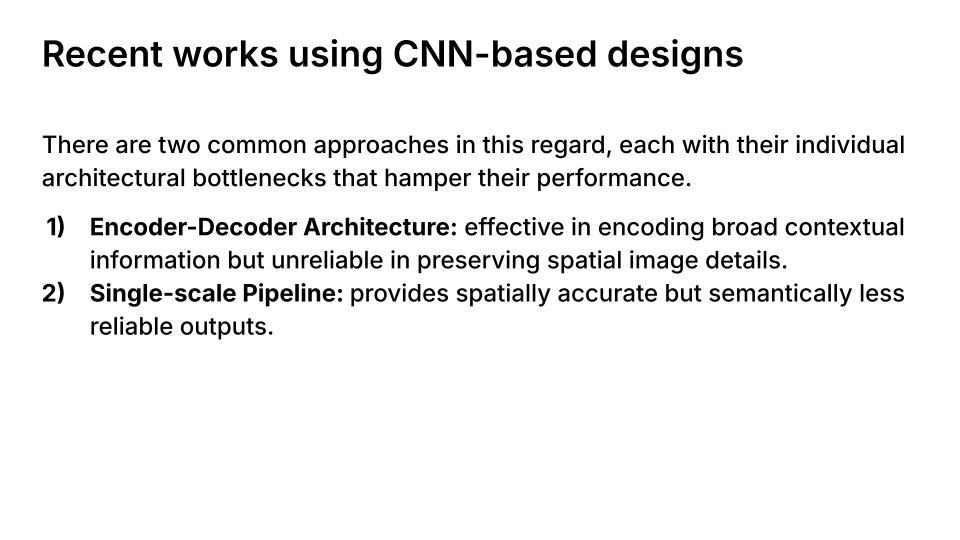 Recent works using CNN-based designs
There are two common approaches in this regard, each with their individual
architectural bottlenecks that hamper their performance.
1) Encoder-Decoder Architecture: effective in encoding broad contextual
information but unreliable in preserving spatial image details.
2) Single-scale Pipeline: provides spatially accurate but semantically less
reliable outputs.